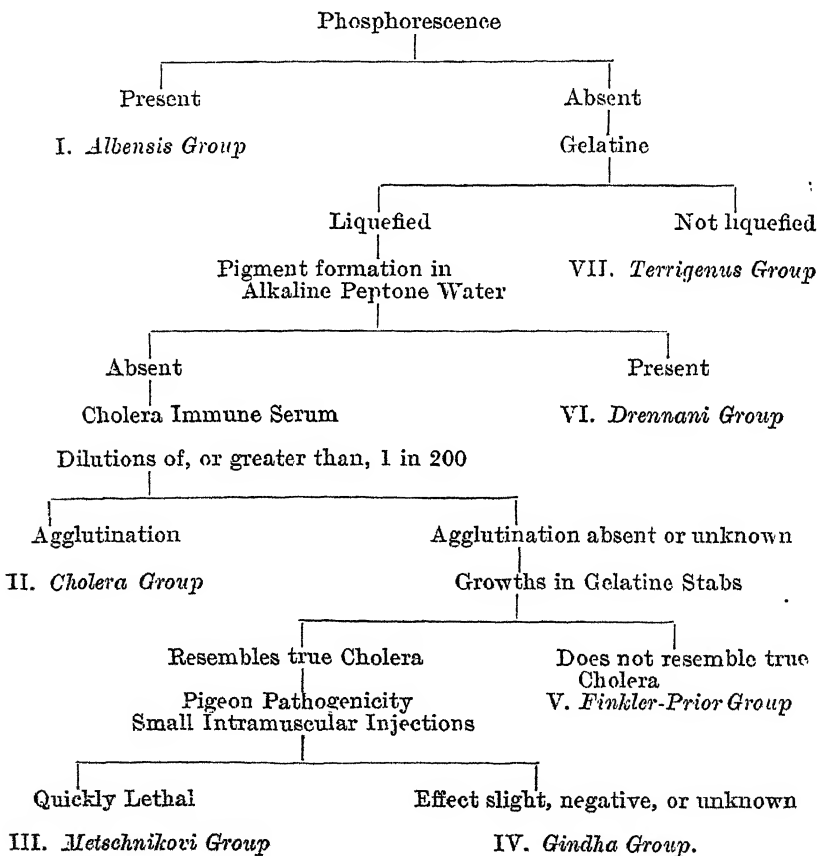 Phosphorescence
Present Absent
I. Albensis Group Gelatine
Liquefied Not liquefied
Pigment formation in VII. Terrigenus Group
Alkaline Peptone Water
Absent Present
Cholera Immune Serum VI. Drennani Group
Dilutions of, or greater than, 1 in 200
Agglutination Agglutination absent or unknown
II. Cholera Group Growths in Gelatine Stabs
Resembles true Cholera Does not resemble true
Cholera
Pigeon Pathogenicity V. Finkler-Prior Group
Small Intramuscular Injections
Quickly Lethal Effect slight, negative, or unknown
III. Metschnikovi Group IV. Gindha Group.